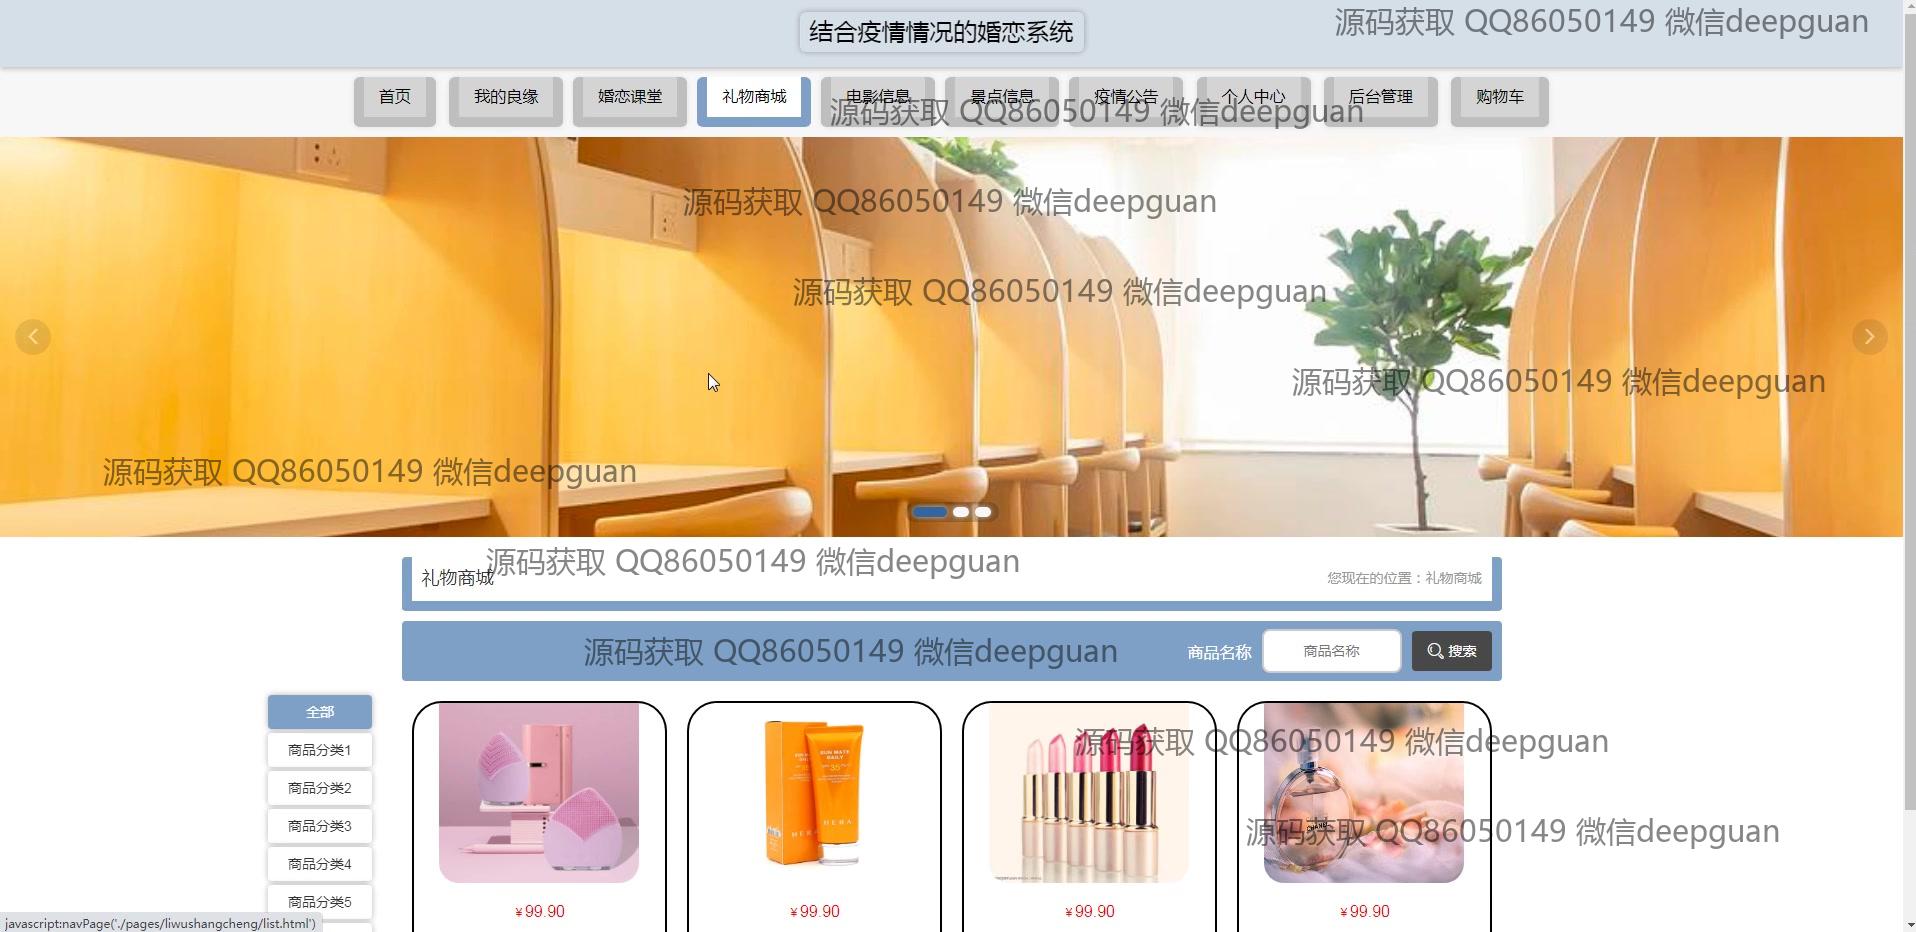 结合疫情情况的婚恋系统
源码获取 QQ86050149 微信deepguan
首页 我的良缘 婚恋课堂 礼物商城 电影信息 景点信息 疫情公告 个人中心 后台管理 购物车
源码获取 QQ86050149 微信deepguan
源码获取 QQ86050149 微信deepguan
源码获取 QQ86050149 微信deepguan
源码获取 QQ86050149 微信deepguan
源码获取 QQ86050149 微信deepguan
源码获取 QQ86050149 微信deepguan
礼物商城
您现在的位置：礼物商城
源码获取 QQ86050149 微信deepguan
商品名称 商品名称 搜索
全部
商品分类1
商品分类2
商品分类3
商品分类4
商品分类5
源码获取 QQ86050149 微信deepguan
SUN MATE
DAILY
35
HERA
CHANEL
源码获取 QQ86050149 微信deepguan
￥99.90 ￥99.90 ￥99.90 ￥99.90
javascript:navPage('./pages/liwushangcheng/list.html')